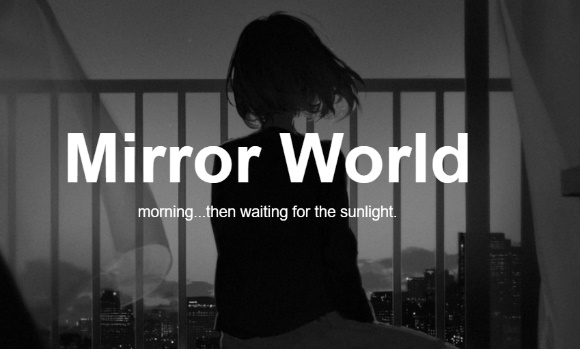 Mirror World
morning...then waiting for the sunlight.